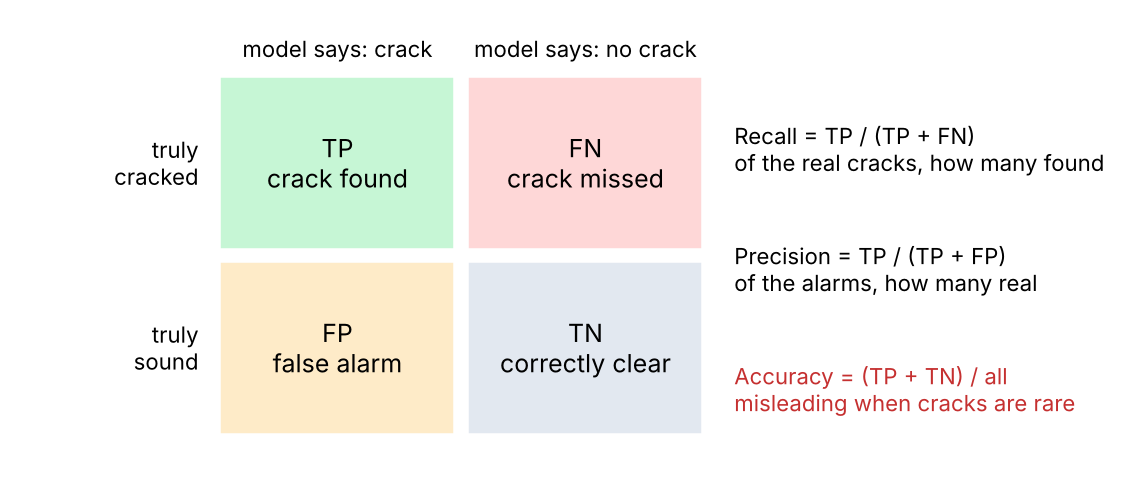 model says: crack
model says: no crack
truly
cracked
TP
crack found
FN
crack missed
Recall = TP / (TP + FN)
of the real cracks, how many found
Precision = TP / (TP + FP)
of the alarms, how many real
truly
sound
FP
false alarm
TN
correctly clear
Accuracy = (TP + TN) / all
misleading when cracks are rare